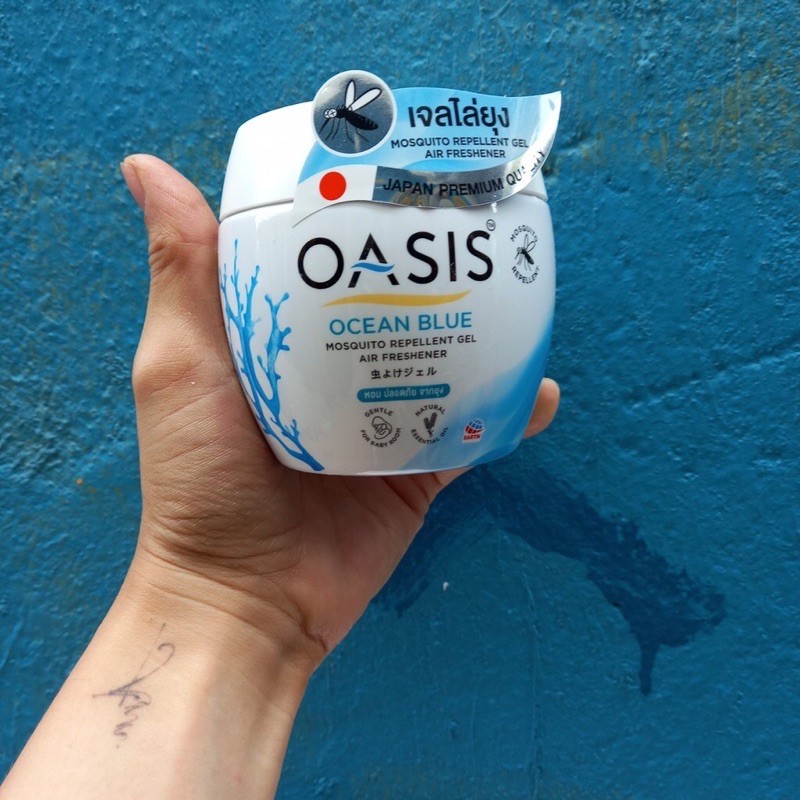 เจลไล่ยุง
MOSQUITO REPELLENT GEL
AIR FRESHENER
JAPAN PREMIUM QUALITY
OASIS™
MOSQUITO
REPELLENT
OCEAN BLUE
MOSQUITO REPELLENT GEL
AIR FRESHENER
虫よけジェル
หอม ปลอดภัย จากยุง
GENTLE
FOR BABY ROOM
NATURAL
ESSENTIAL OILS
EARTH